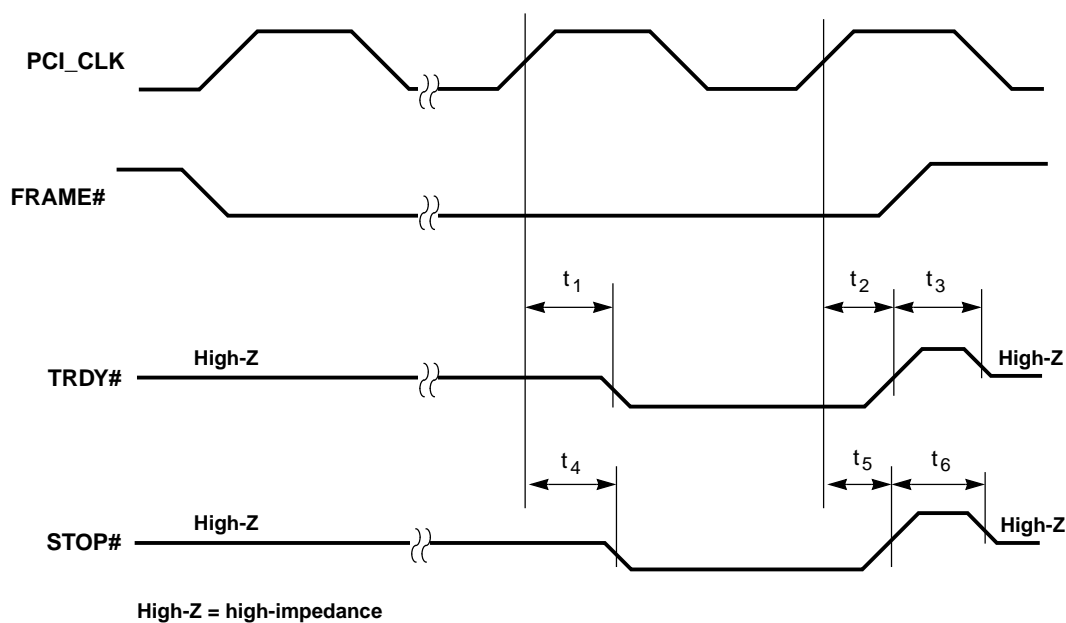 PCI_CLK
FRAME#
t1
t2
t3
High-Z
High-Z
TRDY#
t4
t5
t6
High-Z
High-Z
STOP#
High-Z = high-impedance